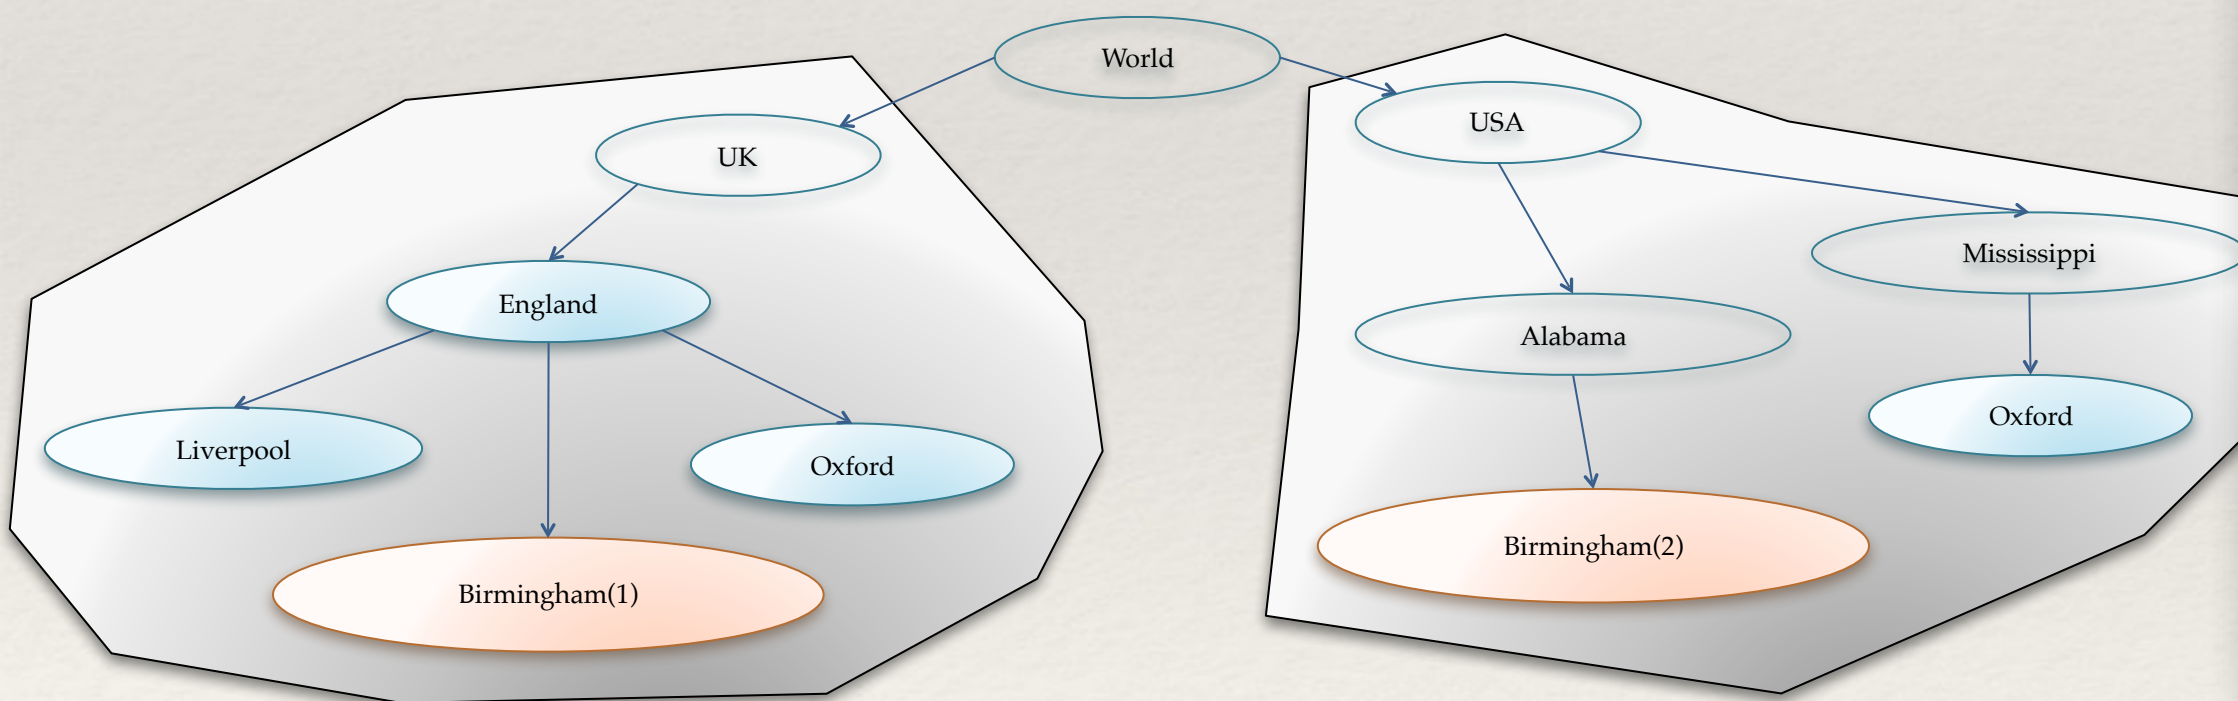 World
USA
UK
Mississippi
England
Alabama
Oxford
Liverpool
Oxford
Birmingham(2)
Birmingham(1)